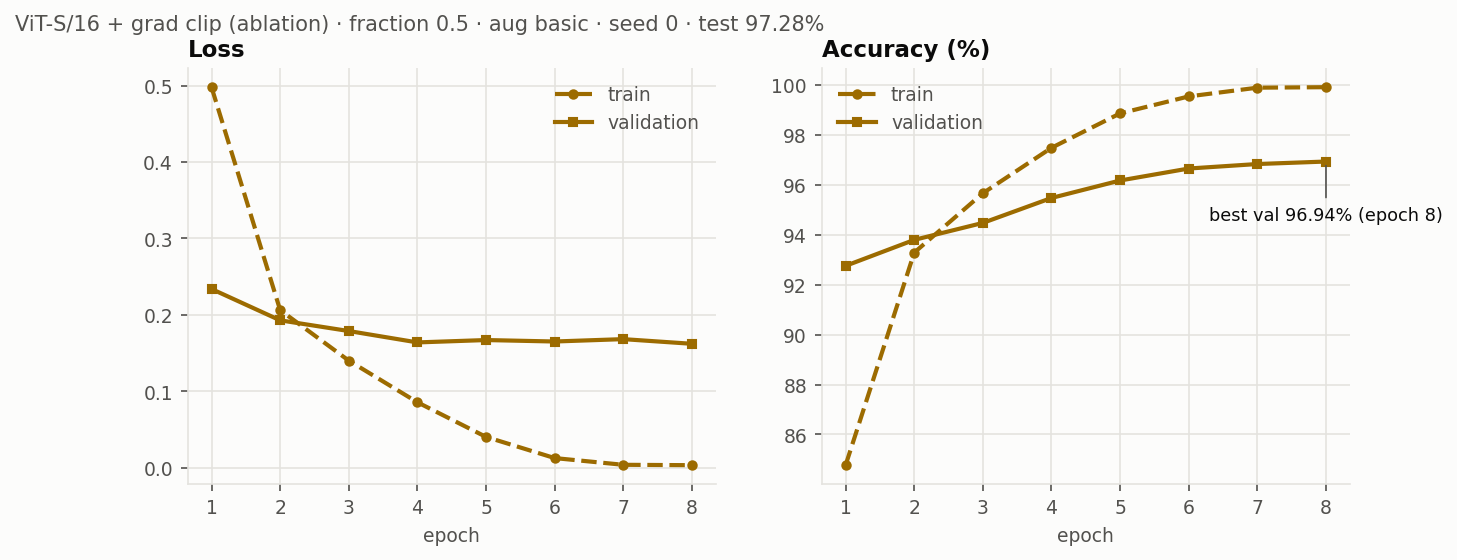 ViT-S/16 + grad clip (ablation) · fraction 0.5 · aug basic · seed 0 · test 97.28%
Loss
0.5
0.4
0.3
0.2
0.1
0.0
train
validation
1 2 3 4 5 6 7 8
epoch
Accuracy (%)
100
98
96
94
92
90
88
86
train
validation
best val 96.94% (epoch 8)
1 2 3 4 5 6 7 8
epoch